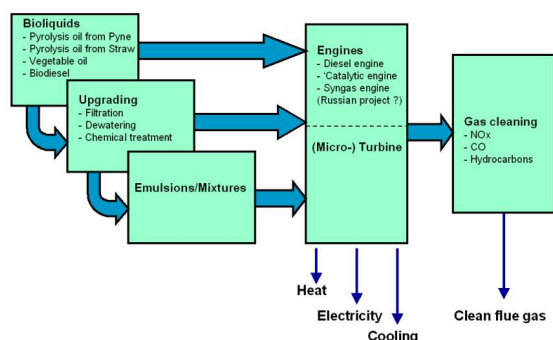 Bioliquids
- Pyrolysis oil from Pyne
- Pyrolysis oil from Straw
- Vegetable oil
- Biodiesel
Upgrading
- Filtration
- Dewatering
- Chemical treatment
Emulsions/Mixtures
Engines
- Diesel engine
- 'Catalytic engine
- Syngas engine
(Russian project ?)
(Micro-) Turbine
Gas cleaning
- NOx
- CO
- Hydrocarbons
Heat
Electricity
Cooling
Clean flue gas